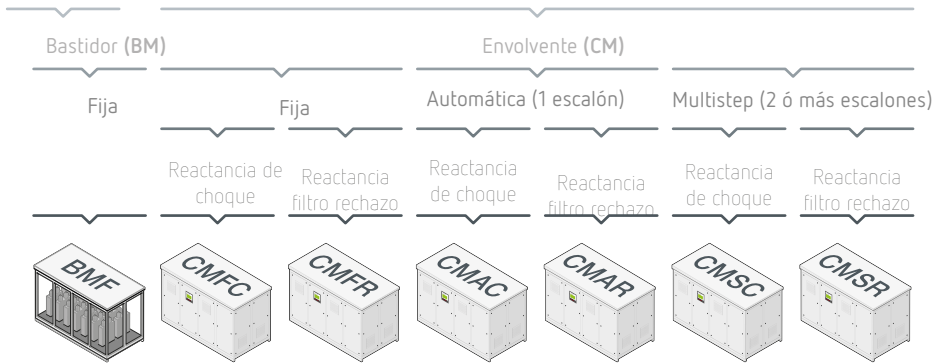 Bastidor (BM)
Envolvente (CM)
Fija
Fija
Automática (1 escalón)
Multistep (2 ó más escalones)
Reactancia de
choque
Reactancia
filtro rechazo
Reactancia
de choque
Reactancia
filtro rechazo
Reactancia
de choque
Reactancia
filtro rechazo
BMF
CMFC
CMFR
CMAC
CMAR
CMSC
CMSR